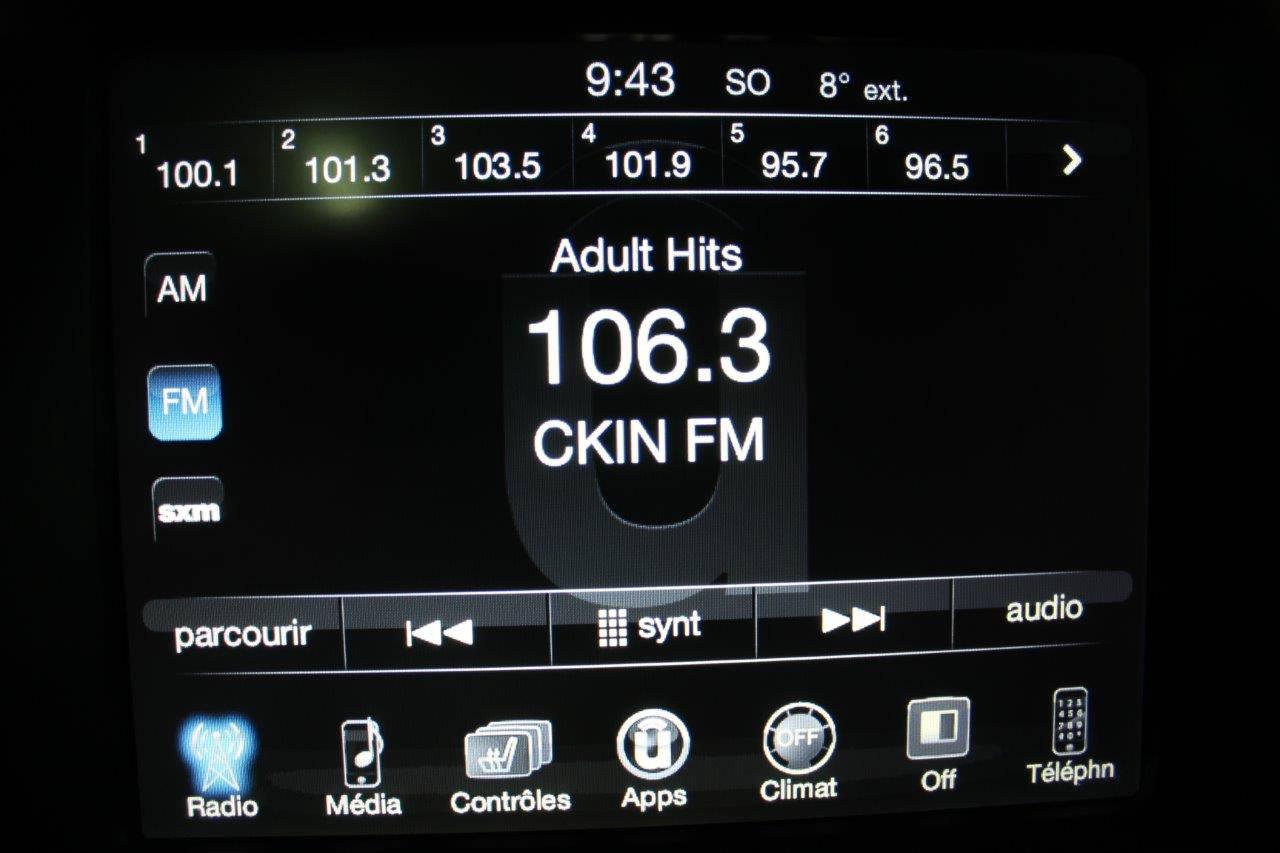 9:43 SO 8° ext.
1 100.1 2 101.3 3 103.5 4 101.9 5 95.7 6 96.5
Adult Hits
AM
106.3
FM
CKIN FM
sxm
parcourir synt audio
OFF
Radio Média Contrôles Apps Climat Off Téléphn